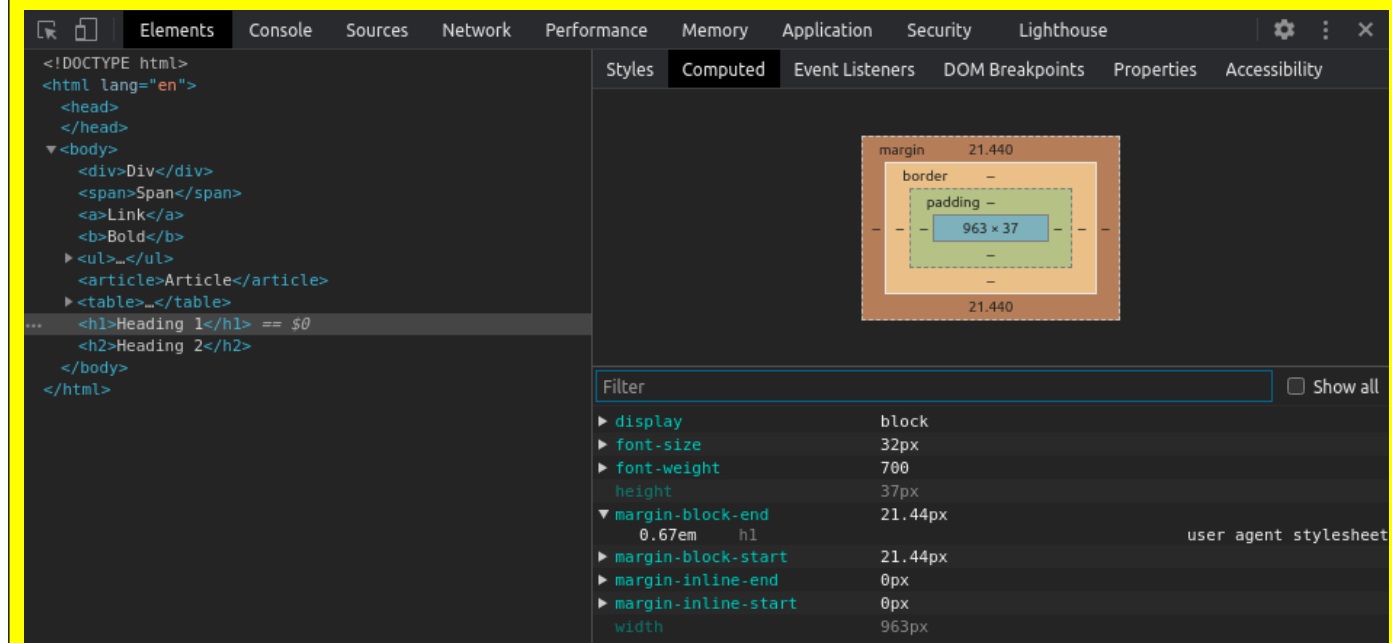 Elements Console Sources Network Performance Memory Application Security Lighthouse
<!DOCTYPE html>
<html lang="en">
<head>
</head>
<body>
<div>Div</div>
<span>Span</span>
<a>Link</a>
<b>Bold</b>
<ul>…</ul>
<article>Article</article>
<table>…</table>
<h1>Heading 1</h1> == $0
<h2>Heading 2</h2>
</body>
</html>
Styles Computed Event Listeners DOM Breakpoints Properties Accessibility
margin 21.440
border –
padding –
– – – 963 × 37 – – –
–
–
21.440
Filter Show all
display block
font-size 32px
font-weight 700
height 37px
margin-block-end 21.44px
0.67em h1 user agent stylesheet
margin-block-start 21.44px
margin-inline-end 0px
margin-inline-start 0px
width 963px